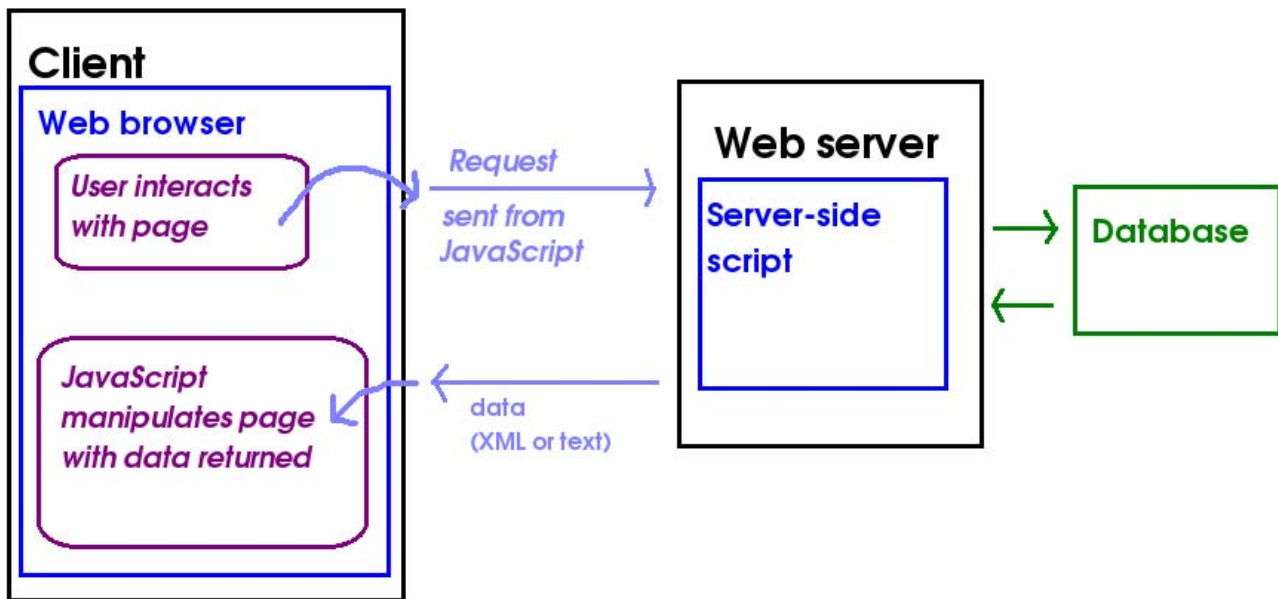 Client
Web browser
User interacts
with page
Request
sent from
JavaScript
Web server
Server-side
script
Database
JavaScript
manipulates page
with data returned
data
(XML or text)